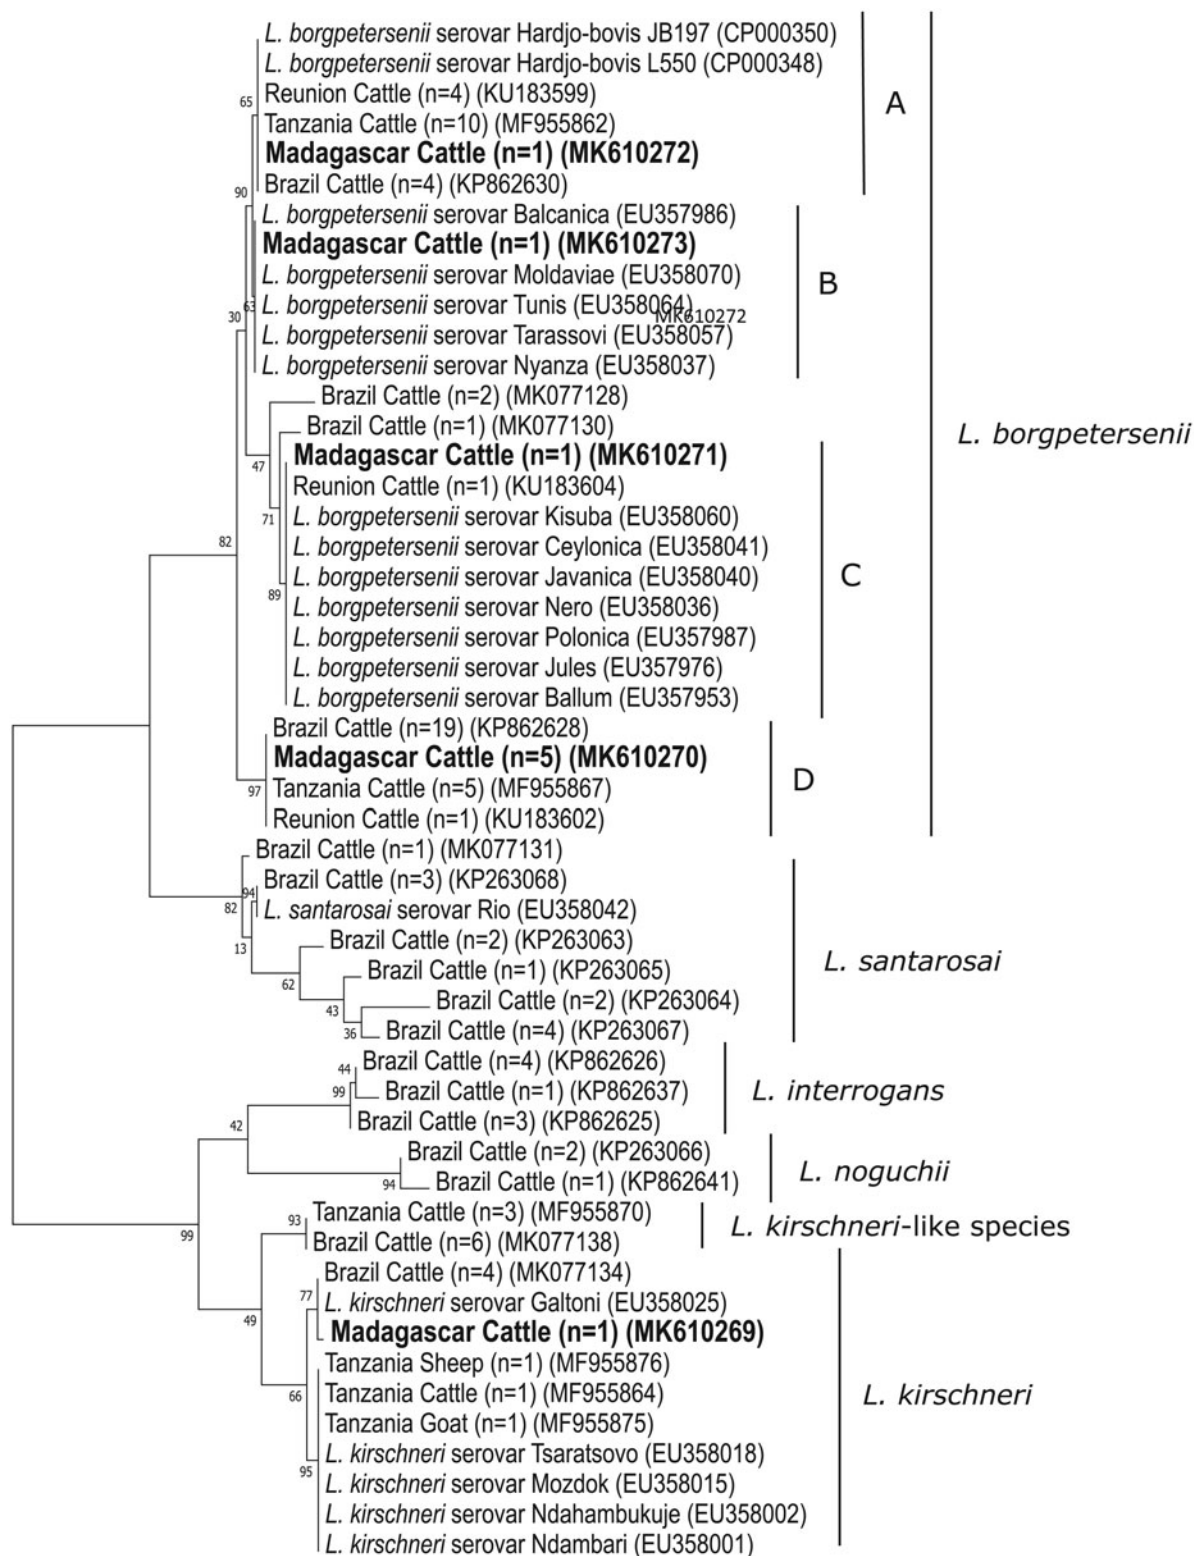 L. borgpetersenii serovar Hardjo-bovis JB197 (CP000350)
L. borgpetersenii serovar Hardjo-bovis L550 (CP000348)
65
Reunion Cattle (n=4) (KU183599)
A
Tanzania Cattle (n=10) (MF955862)
Madagascar Cattle (n=1) (MK610272)
Brazil Cattle (n=4) (KP862630)
90
L. borgpetersenii serovar Balcanica (EU357986)
Madagascar Cattle (n=1) (MK610273)
L. borgpetersenii serovar Moldaviae (EU358070)
B
L. borgpetersenii serovar Tunis (EU358064)
63
30
MK610272
L. borgpetersenii serovar Tarassovi (EU358057)
L. borgpetersenii serovar Nyanza (EU358037)
Brazil Cattle (n=2) (MK077128)
Brazil Cattle (n=1) (MK077130)
L. borgpetersenii
Madagascar Cattle (n=1) (MK610271)
47
Reunion Cattle (n=1) (KU183604)
71
L. borgpetersenii serovar Kisuba (EU358060)
82
L. borgpetersenii serovar Ceylonica (EU358041)
L. borgpetersenii serovar Javanica (EU358040)
C
89
L. borgpetersenii serovar Nero (EU358036)
L. borgpetersenii serovar Polonica (EU357987)
L. borgpetersenii serovar Jules (EU357976)
L. borgpetersenii serovar Ballum (EU357953)
Brazil Cattle (n=19) (KP862628)
Madagascar Cattle (n=5) (MK610270)
D
97
Tanzania Cattle (n=5) (MF955867)
Reunion Cattle (n=1) (KU183602)
Brazil Cattle (n=1) (MK077131)
Brazil Cattle (n=3) (KP263068)
94
82
L. santarosai serovar Rio (EU358042)
Brazil Cattle (n=2) (KP263063)
13
L. santarosai
Brazil Cattle (n=1) (KP263065)
62
Brazil Cattle (n=2) (KP263064)
43
Brazil Cattle (n=4) (KP263067)
36
Brazil Cattle (n=4) (KP862626)
44
Brazil Cattle (n=1) (KP862637)
99
L. interrogans
Brazil Cattle (n=3) (KP862625)
42
Brazil Cattle (n=2) (KP263066)
L. noguchii
Brazil Cattle (n=1) (KP862641)
94
Tanzania Cattle (n=3) (MF955870)
93
L. kirschneri-like species
99
Brazil Cattle (n=6) (MK077138)
Brazil Cattle (n=4) (MK077134)
77
L. kirschneri serovar Galtoni (EU358025)
49
Madagascar Cattle (n=1) (MK610269)
Tanzania Sheep (n=1) (MF955876)
Tanzania Cattle (n=1) (MF955864)
66
L. kirschneri
Tanzania Goat (n=1) (MF955875)
L. kirschneri serovar Tsaratsovo (EU358018)
95
L. kirschneri serovar Mozdok (EU358015)
L. kirschneri serovar Ndahambukuje (EU358002)
L. kirschneri serovar Ndambari (EU358001)